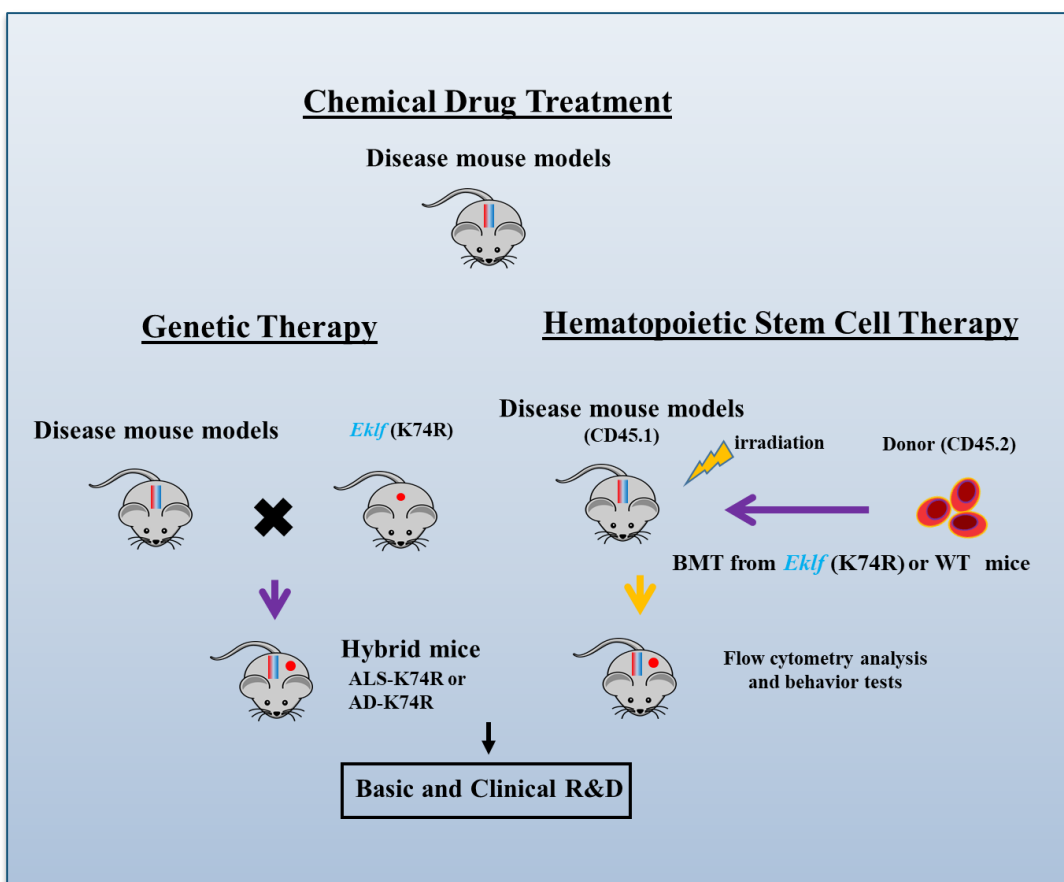 Chemical Drug Treatment
Disease mouse models
Genetic Therapy
Disease mouse models
Eklf (K74R)
Hybrid mice
ALS-K74R or
AD-K74R
Hematopoietic Stem Cell Therapy
Disease mouse models
(CD45.1)
irradiation
Donor (CD45.2)
BMT from Eklf (K74R) or WT mice
Flow cytometry analysis
and behavior tests
Basic and Clinical R&D